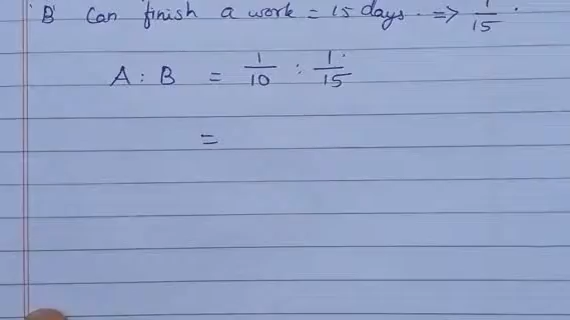 'B' Can finish a work = 15 days. => 1/15.
A : B = 1/10 : 1/15
=